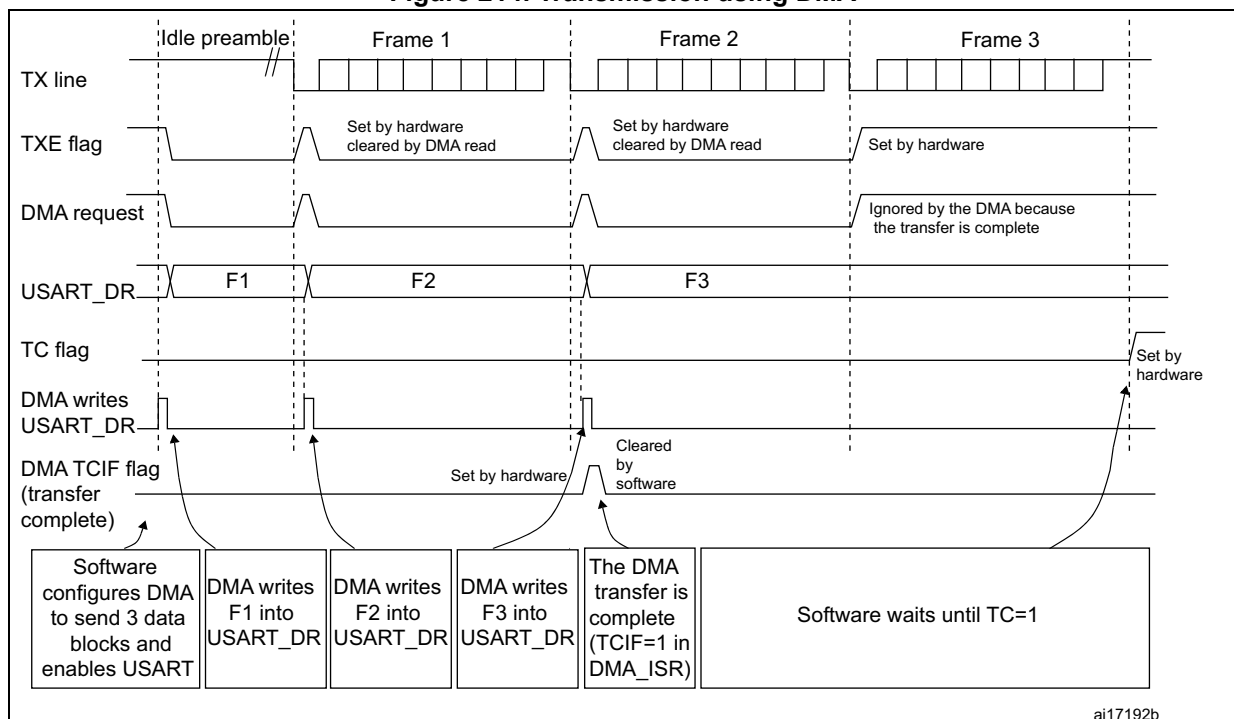 Idle preamble
Frame 1
Frame 2
Frame 3
TX line
TXE flag
Set by hardware
cleared by DMA read
Set by hardware
cleared by DMA read
Set by hardware
DMA request
Ignored by the DMA because
the transfer is complete
USART_DR
F1
F2
F3
TC flag
Set by
hardware
DMA writes
USART_DR
DMA TCIF flag
(transfer
complete)
Set by hardware
Cleared
by
software
Software
configures DMA
to send 3 data
blocks and
enables USART
DMA writes
F1 into
USART_DR
DMA writes
F2 into
USART_DR
DMA writes
F3 into
USART_DR
The DMA
transfer is
complete
(TCIF=1 in
DMA_ISR)
Software waits until TC=1
ai17192b